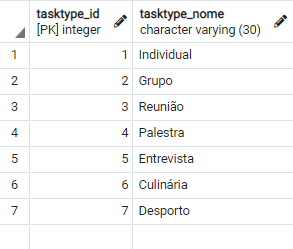 tasktype_id tasktype_nome
[PK] integer character varying (30)
1 1 Individual
2 2 Grupo
3 3 Reunião
4 4 Palestra
5 5 Entrevista
6 6 Culinária
7 7 Desporto